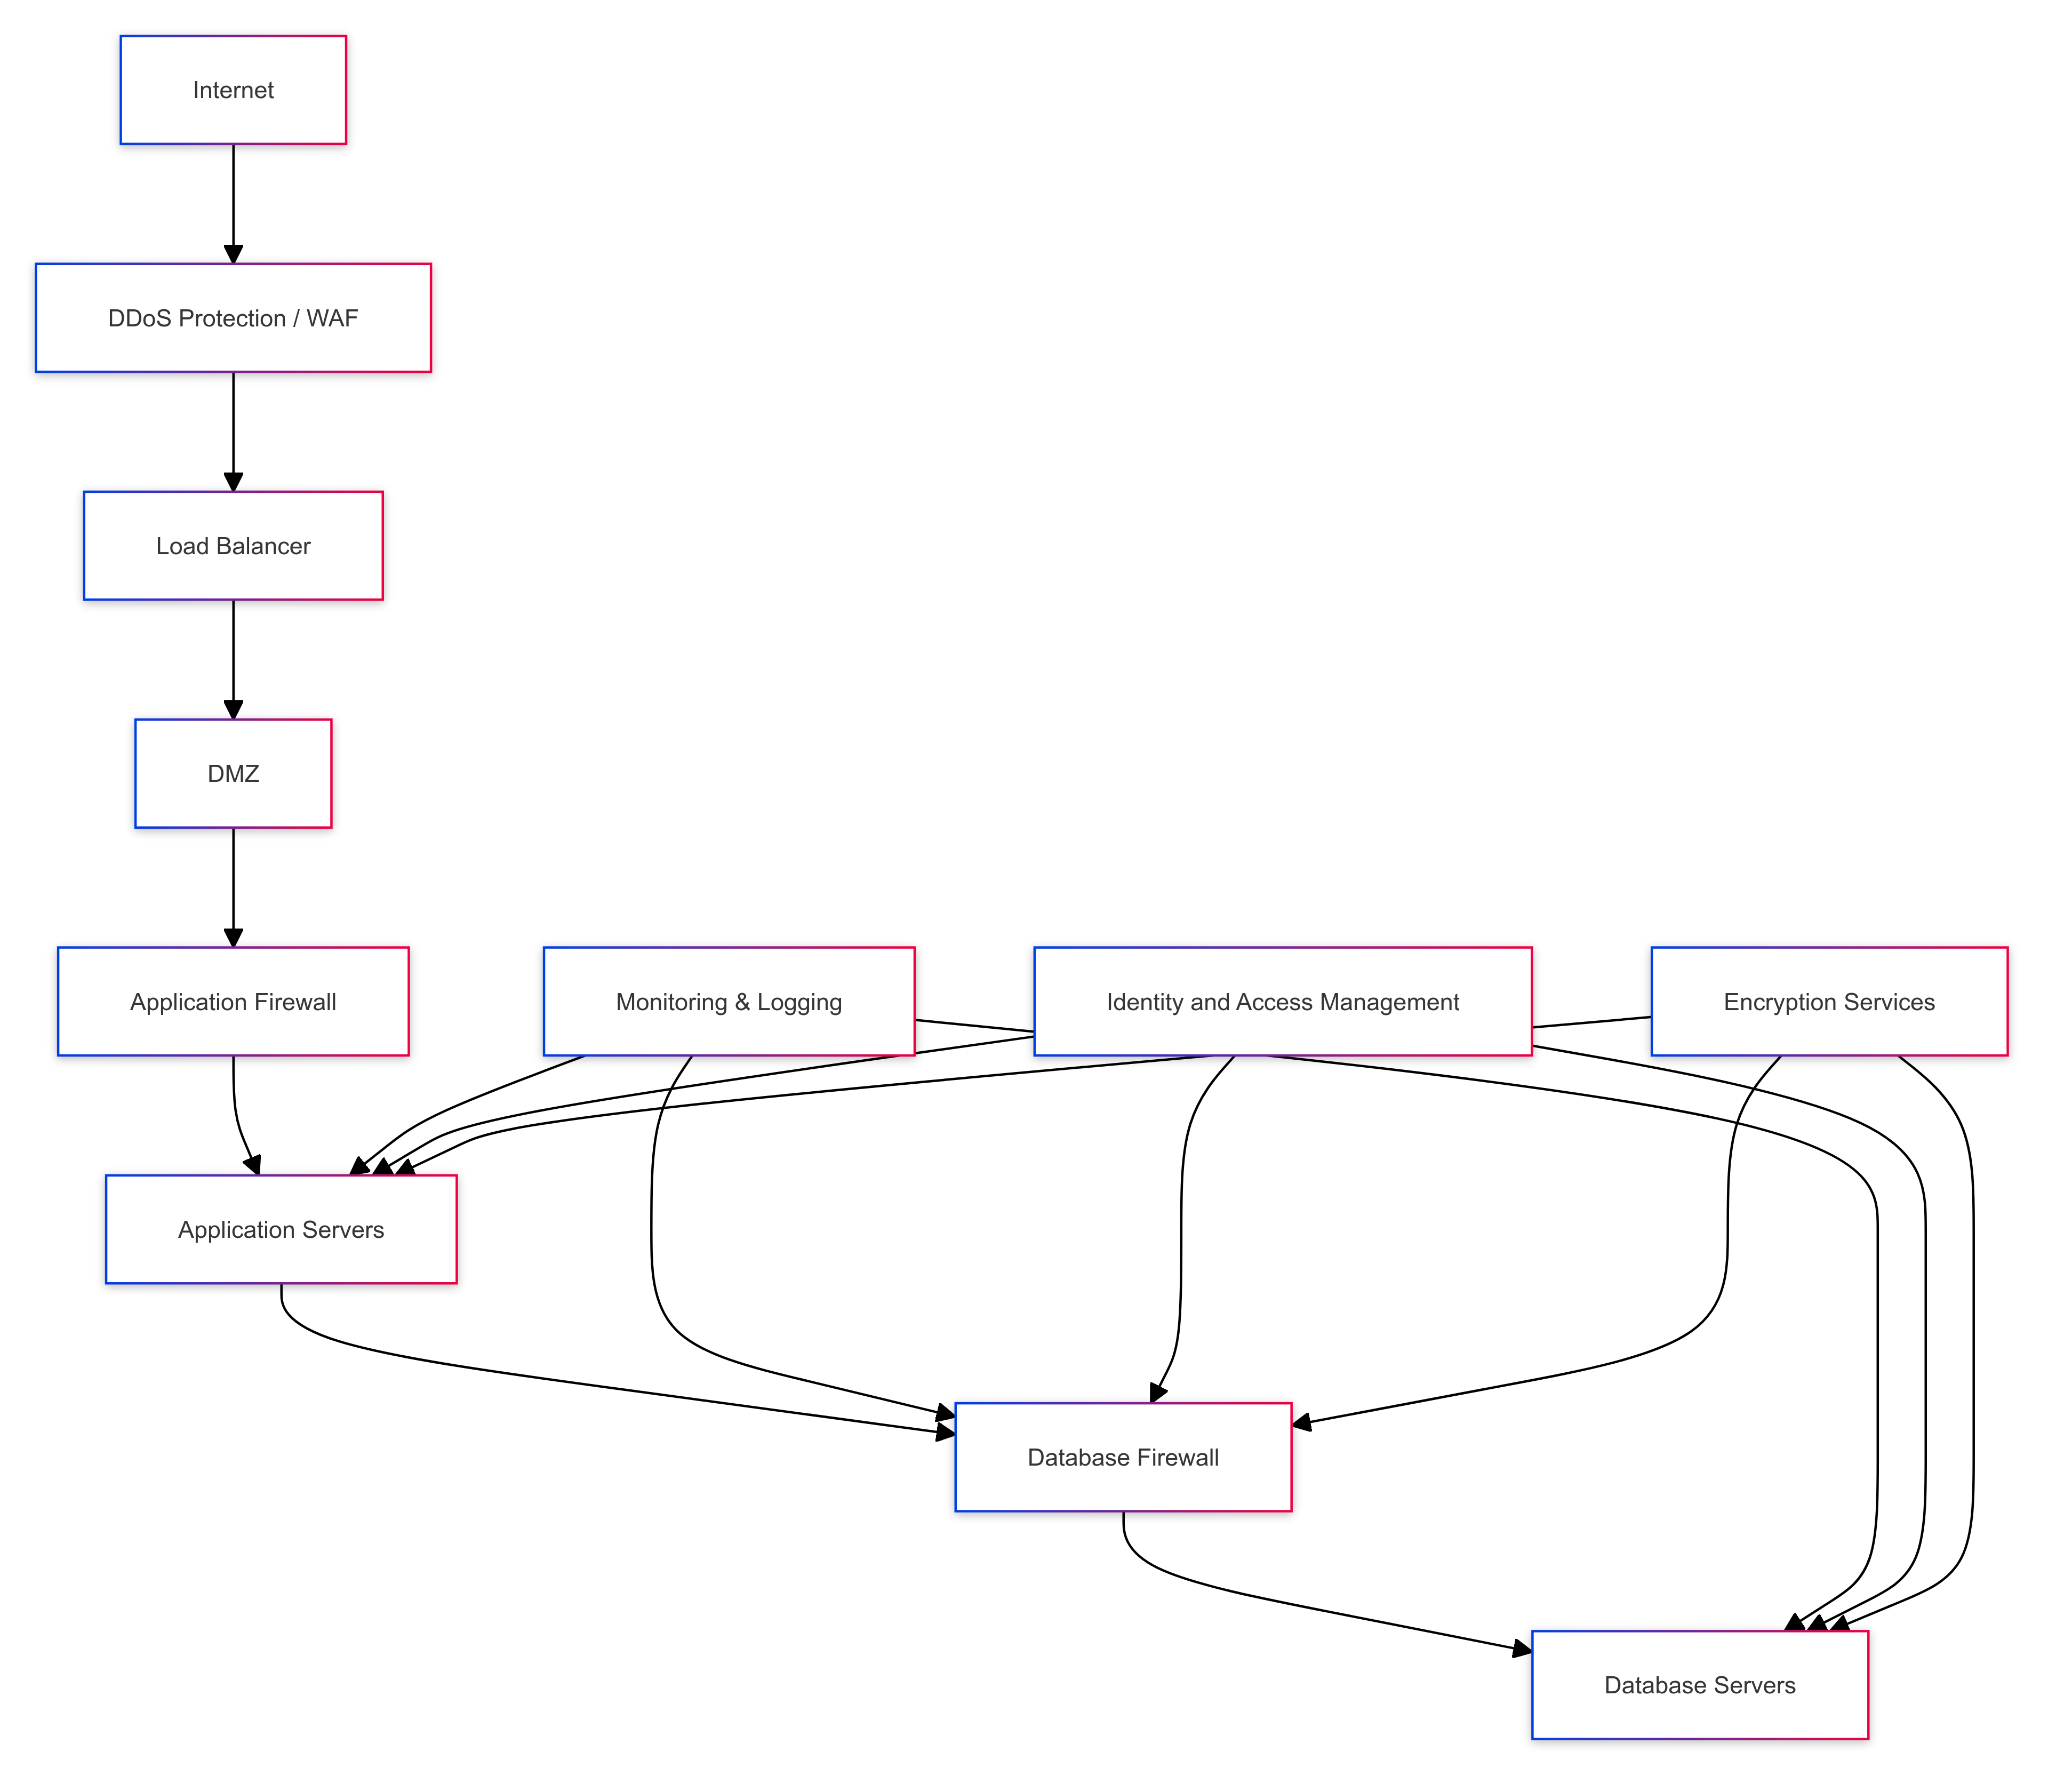 Internet
DDoS Protection / WAF
Load Balancer
DMZ
Application Firewall
Monitoring & Logging
Identity and Access Management
Encryption Services
Application Servers
Database Firewall
Database Servers